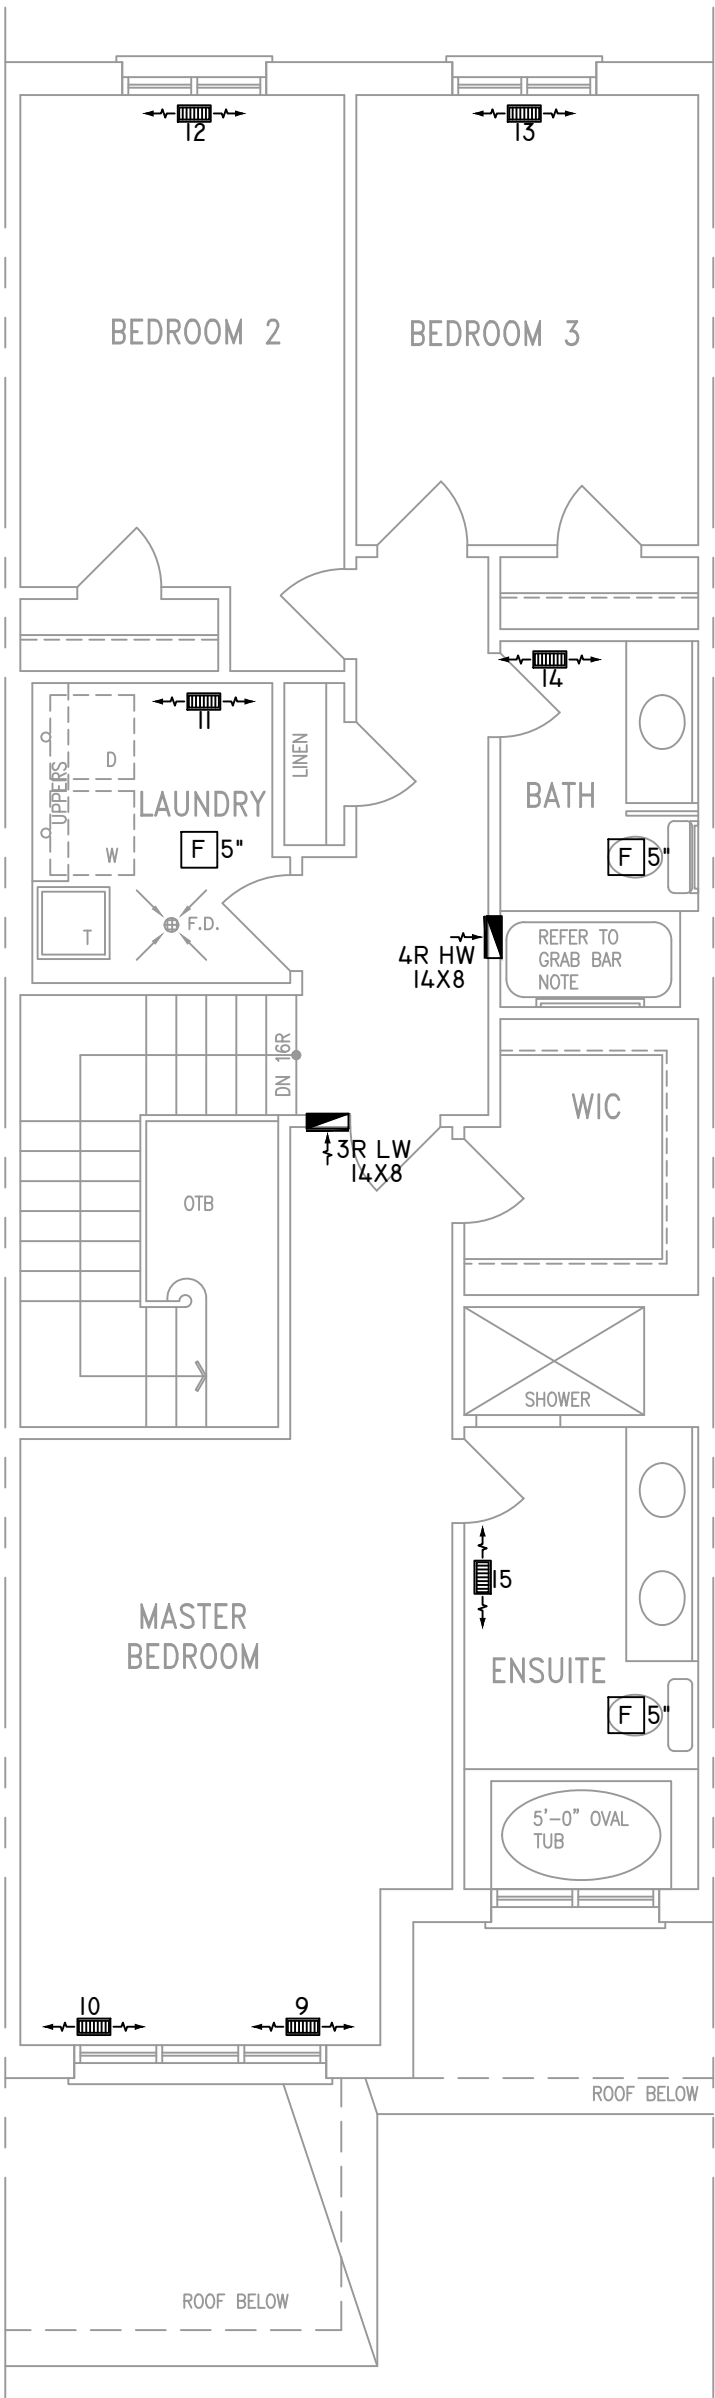 12
13
BEDROOM 2
BEDROOM 3
14
11
LINEN
D
UPPERS
LAUNDRY
BATH
W
F 5"
F 5"
T
F.D.
REFER TO
GRAB BAR
NOTE
4R HW
14X8
DN 16R
WIC
3R LW
14X8
OTB
SHOWER
15
MASTER
BEDROOM
ENSUITE
F 5"
5'-0" OVAL
TUB
10
9
ROOF BELOW
ROOF BELOW